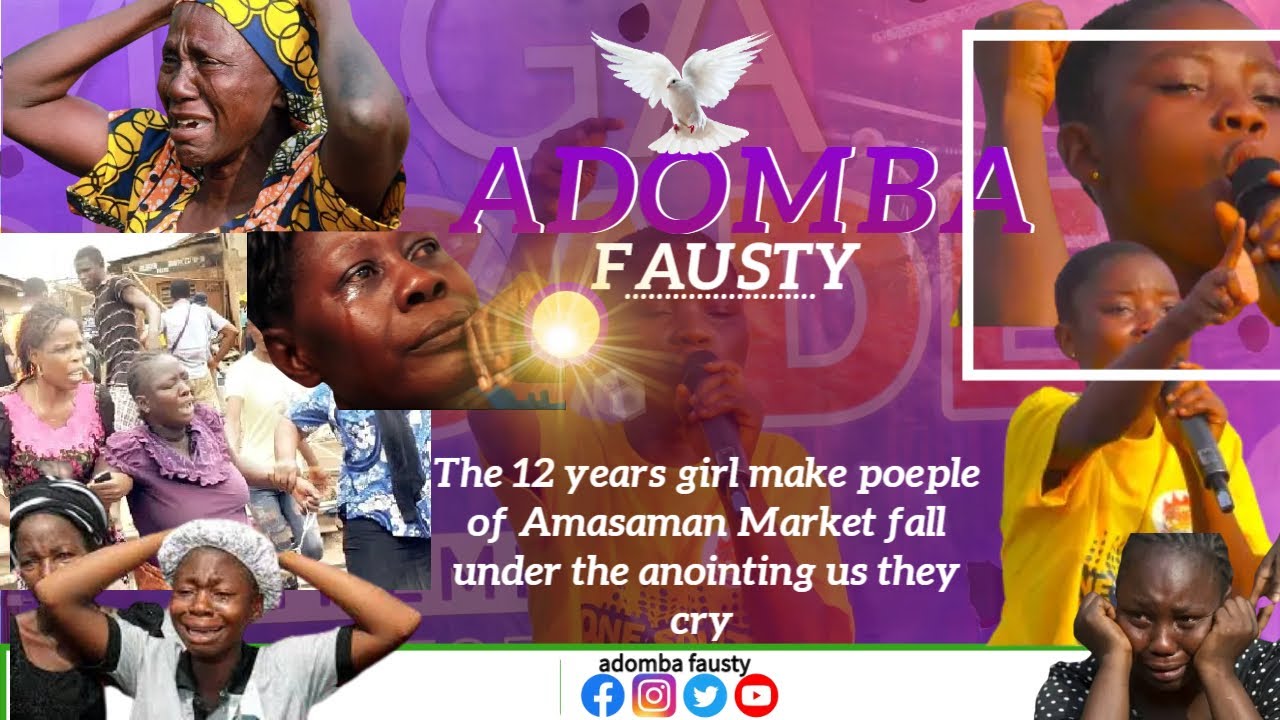 ADOMBA
FAUSTY
The 12 years girl make poeple
of Amasaman Market fall
under the anointing us they
cry
adomba fausty